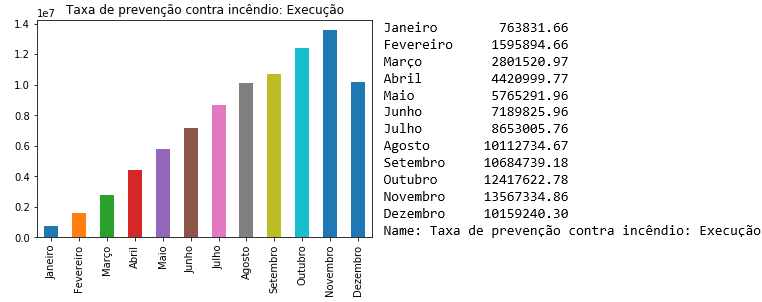 Taxa de prevenção contra incêndio: Execução
1e7
1.4
1.2
1.0
0.8
0.6
0.4
0.2
0.0
Janeiro
Fevereiro
Março
Abril
Maio
Junho
Julho
Agosto
Setembro
Outubro
Novembro
Dezembro
Janeiro 763831.66
Fevereiro 1595894.66
Março 2801520.97
Abril 4420999.77
Maio 5765291.96
Junho 7189825.96
Julho 8653005.76
Agosto 10112734.67
Setembro 10684739.18
Outubro 12417622.78
Novembro 13567334.86
Dezembro 10159240.30
Name: Taxa de prevenção contra incêndio: Execução